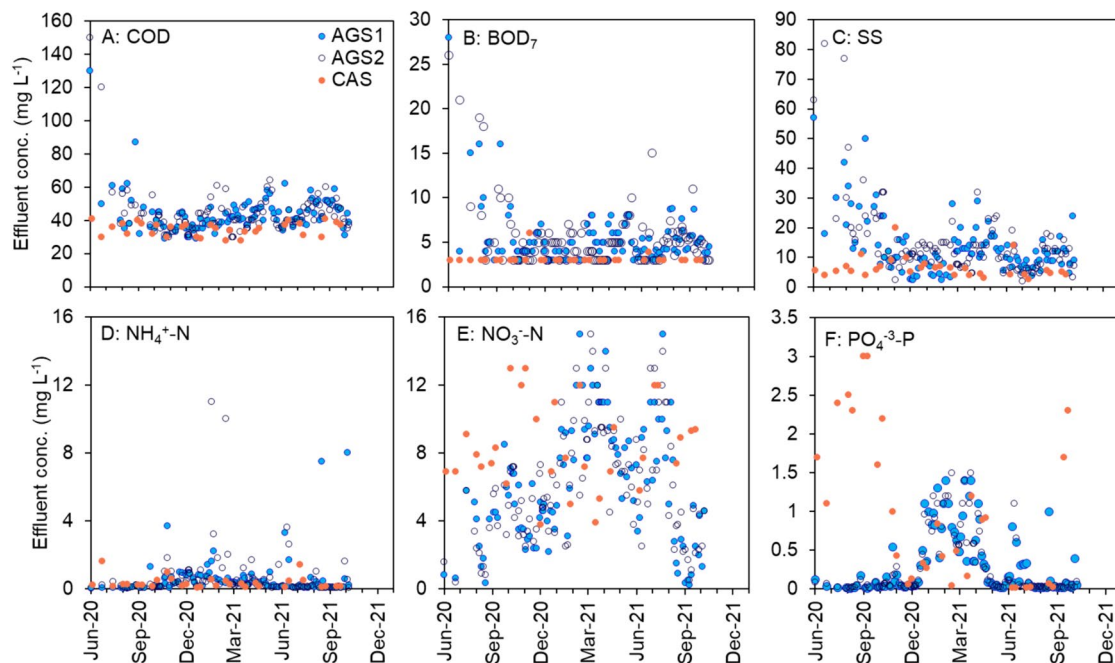 A: COD
AGS1
AGS2
CAS
160
140
120
100
80
60
40
20
0
Effluent conc. (mg L-1)
B: BOD7
30
25
20
15
10
5
0
C: SS
90
80
70
60
50
40
30
20
10
0
D: NH4+-N
16
12
8
4
0
Effluent conc. (mg L-1)
Jun-20
Sep-20
Dec-20
Mar-21
Jun-21
Sep-21
Dec-21
E: NO3--N
16
12
8
4
0
Jun-20
Sep-20
Dec-20
Mar-21
Jun-21
Sep-21
Dec-21
F: PO4-3-P
3.5
3
2.5
2
1.5
1
0.5
0
Jun-20
Sep-20
Dec-20
Mar-21
Jun-21
Sep-21
Dec-21